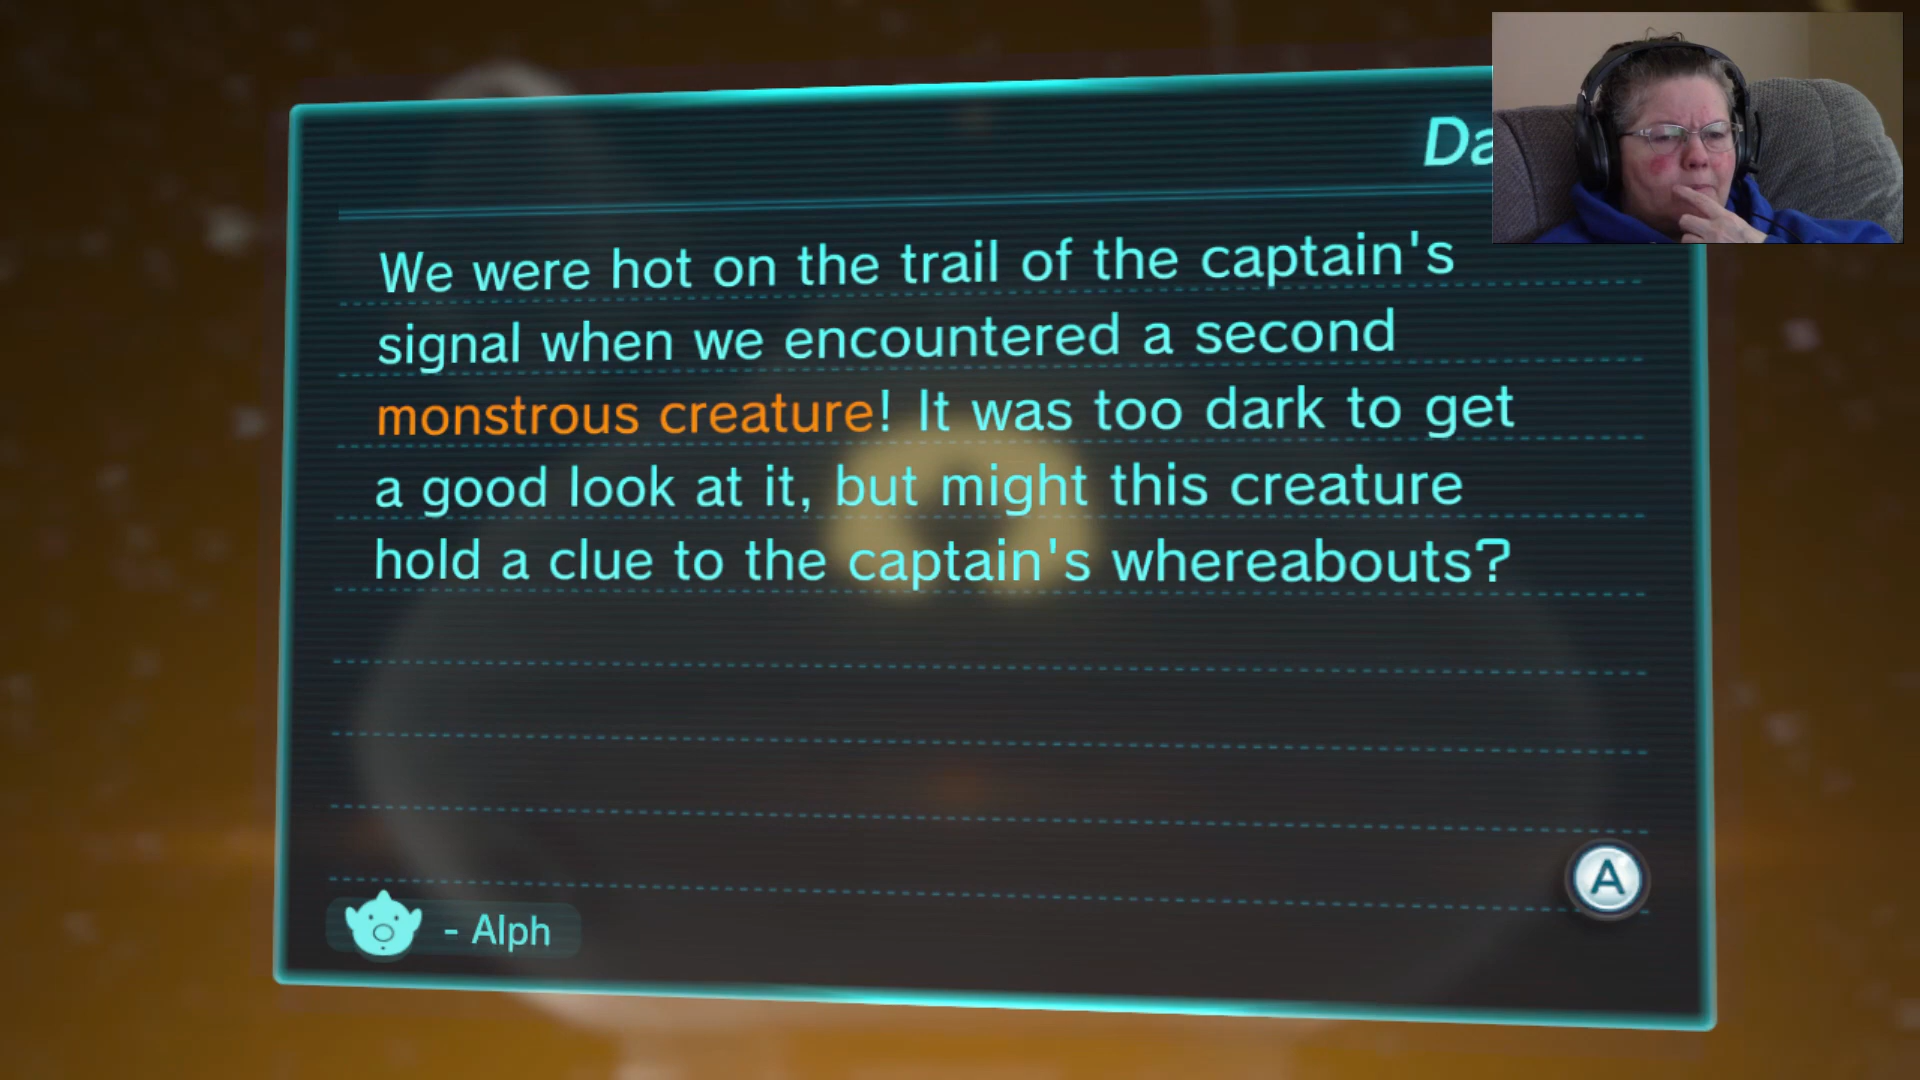 We were hot on the trail of the captain's
signal when we encountered a second
monstrous creature! It was too dark to get
a good look at it, but might this creature
hold a clue to the captain's whereabouts?
A
- Alph